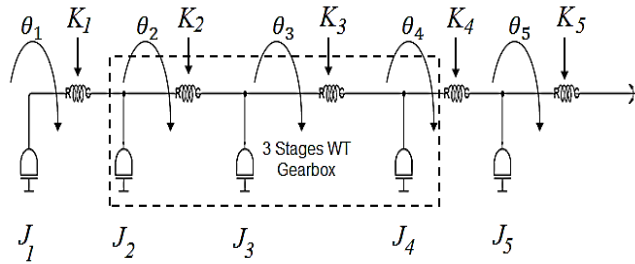 θ1 K1 θ2 K2 θ3 K3 θ4 K4 θ5 K5
3 Stages WT
Gearbox
J1 J2 J3 J4 J5